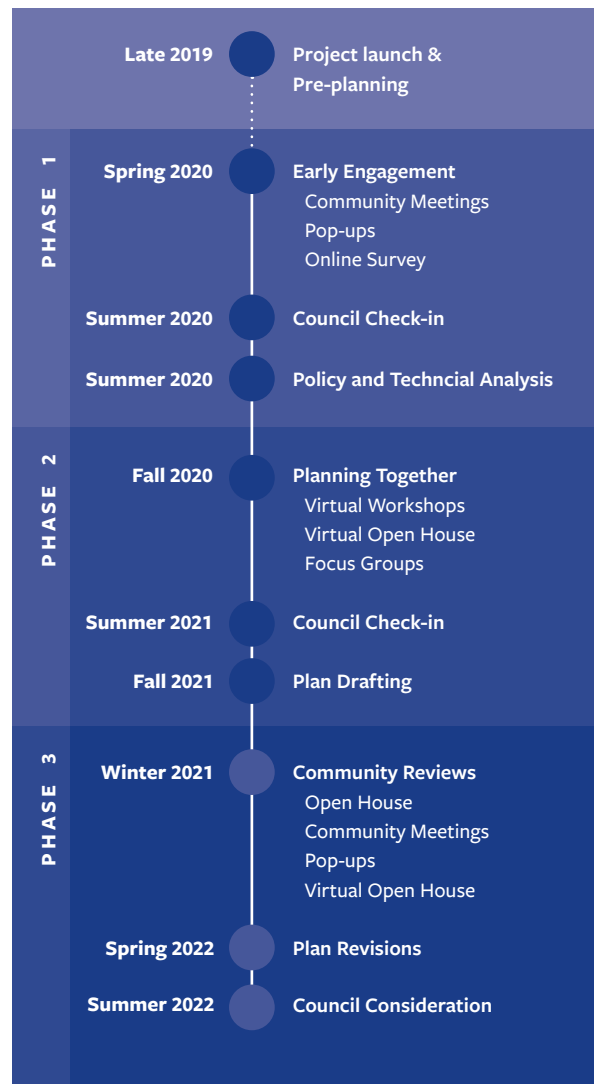 Late 2019 Project launch &
Pre-planning
PHASE 1
Spring 2020 Early Engagement
Community Meetings
Pop-ups
Online Survey
Summer 2020 Council Check-in
Summer 2020 Policy and Techncial Analysis
PHASE 2
Fall 2020 Planning Together
Virtual Workshops
Virtual Open House
Focus Groups
Summer 2021 Council Check-in
Fall 2021 Plan Drafting
PHASE 3
Winter 2021 Community Reviews
Open House
Community Meetings
Pop-ups
Virtual Open House
Spring 2022 Plan Revisions
Summer 2022 Council Consideration